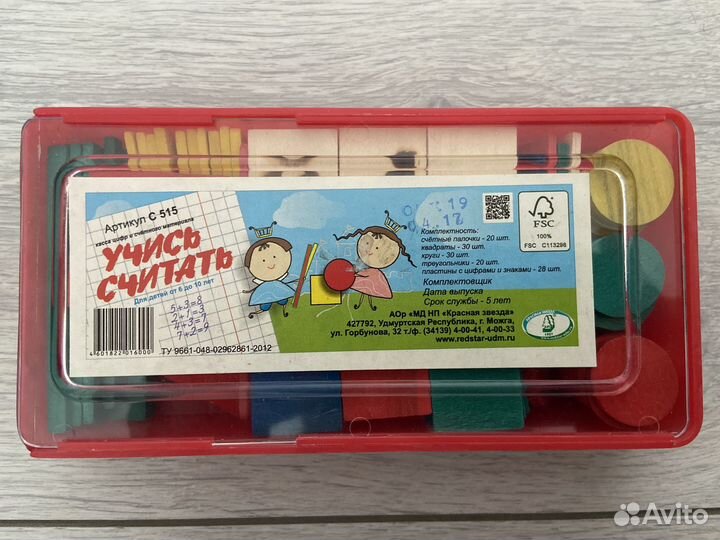 Артикул С 515
касса цифр и счётного материала
УЧИСЬ
СЧИТАТЬ
Для детей от 6 до 10 лет
5+3=8
2+1=3
4+3=7
7+2=9
4 601822 016000
ТУ 9661-048-02962861-2012
Комплектность:
счётные палочки - 20 шт.
квадраты - 30 шт.
круги - 30 шт.
треугольники - 20 шт.
пластины с цифрами и знаками - 28 шт.
Комплектовщик
Дата выпуска
Срок службы - 5 лет
АОр «МД НП «Красная звезда»
427792, Удмуртская Республика, г. Можга,
ул. Горбунова, 32 т./ф. (34139) 4-00-41, 4-00-33
www.redstar-udm.ru
FSC
100%
FSC C113298
Avito